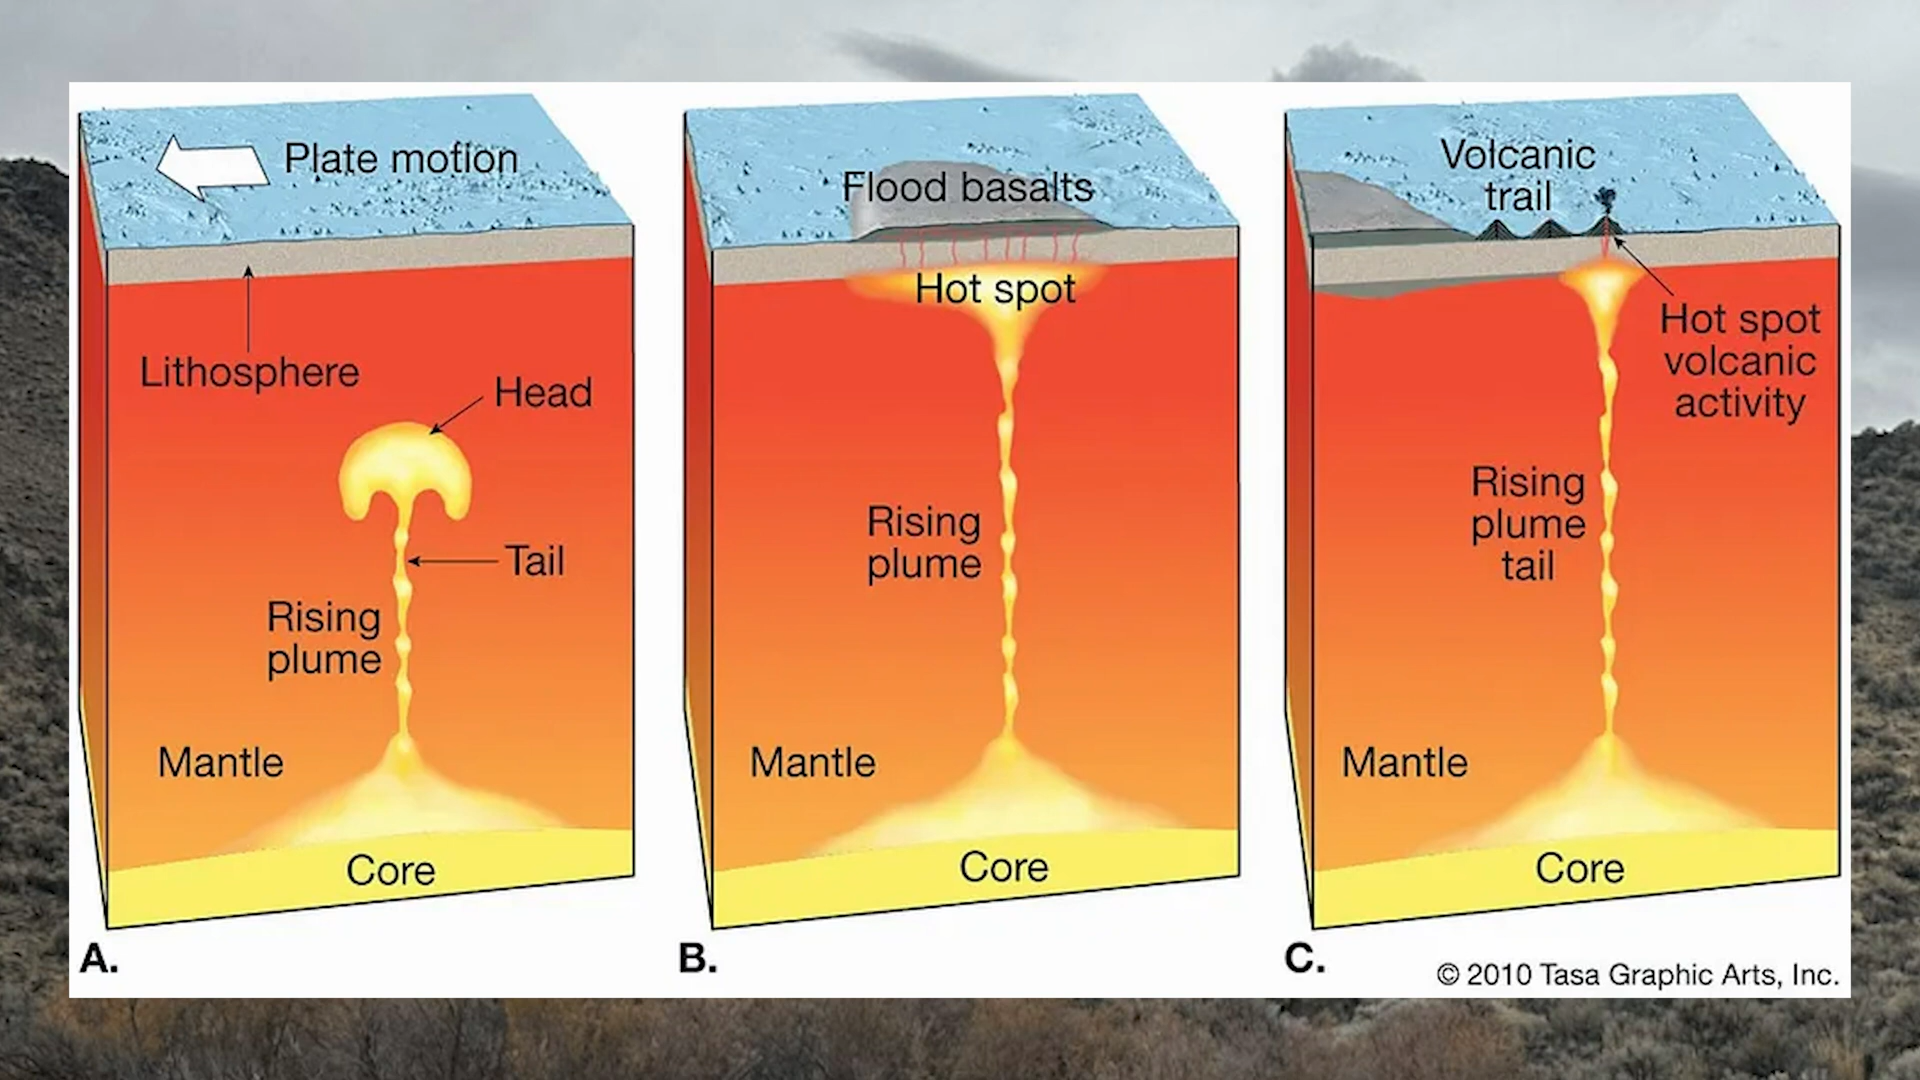 Plate motion
Lithosphere
Head
Tail
Rising
plume
Mantle
Core
A.
Flood basalts
Hot spot
Rising
plume
Mantle
Core
B.
Volcanic
trail
Hot spot
volcanic
activity
Rising
plume
tail
Mantle
Core
C.
© 2010 Tasa Graphic Arts, Inc.